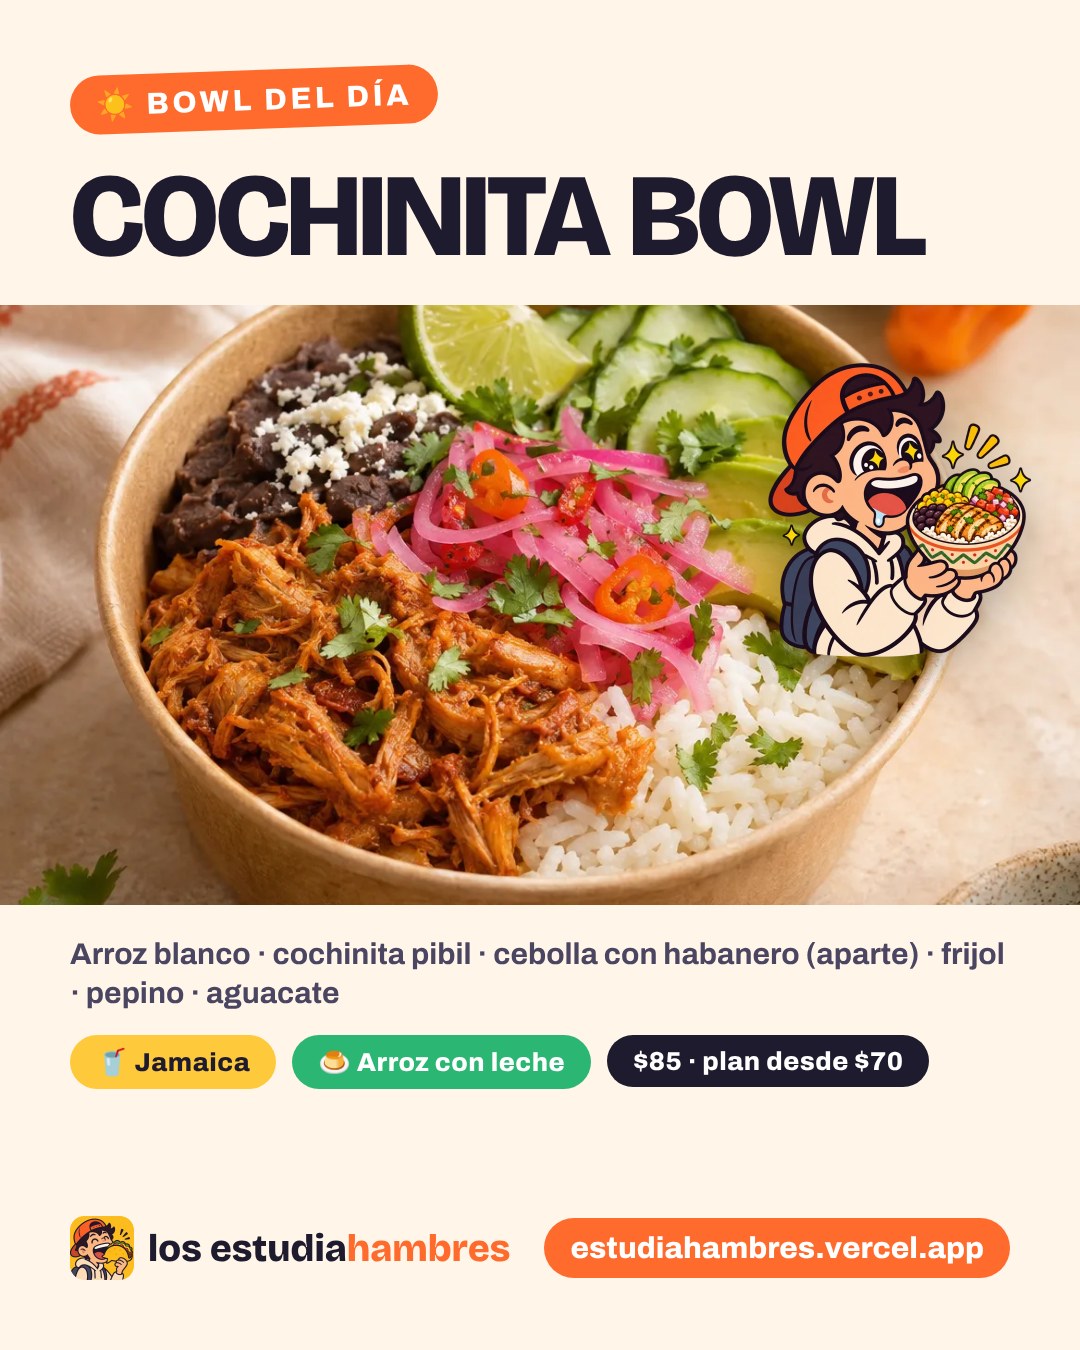 ☀️ BOWL DEL DÍA
COCHINITA BOWL
Arroz blanco · cochinita pibil · cebolla con habanero (aparte) · frijol
· pepino · aguacate
🥤 Jamaica
🍮 Arroz con leche
$85 · plan desde $70
los estudiahambres
estudiahambres.vercel.app